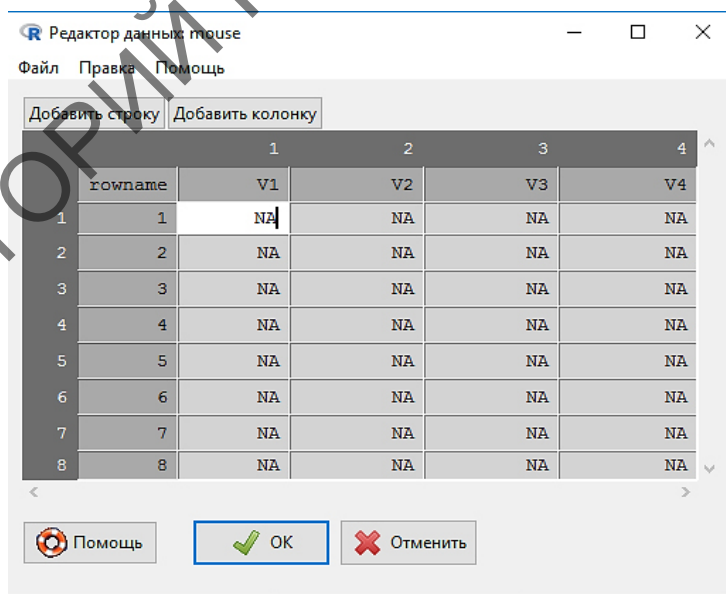 R Редактор данных: mouse
Файл Правка Помощь
Добавить строку Добавить колонку
1 2 3 4
rowname V1 V2 V3 V4
1 1 NA NA NA NA
2 2 NA NA NA NA
3 3 NA NA NA NA
4 4 NA NA NA NA
5 5 NA NA NA NA
6 6 NA NA NA NA
7 7 NA NA NA NA
8 8 NA NA NA NA
Помощь OK Отменить